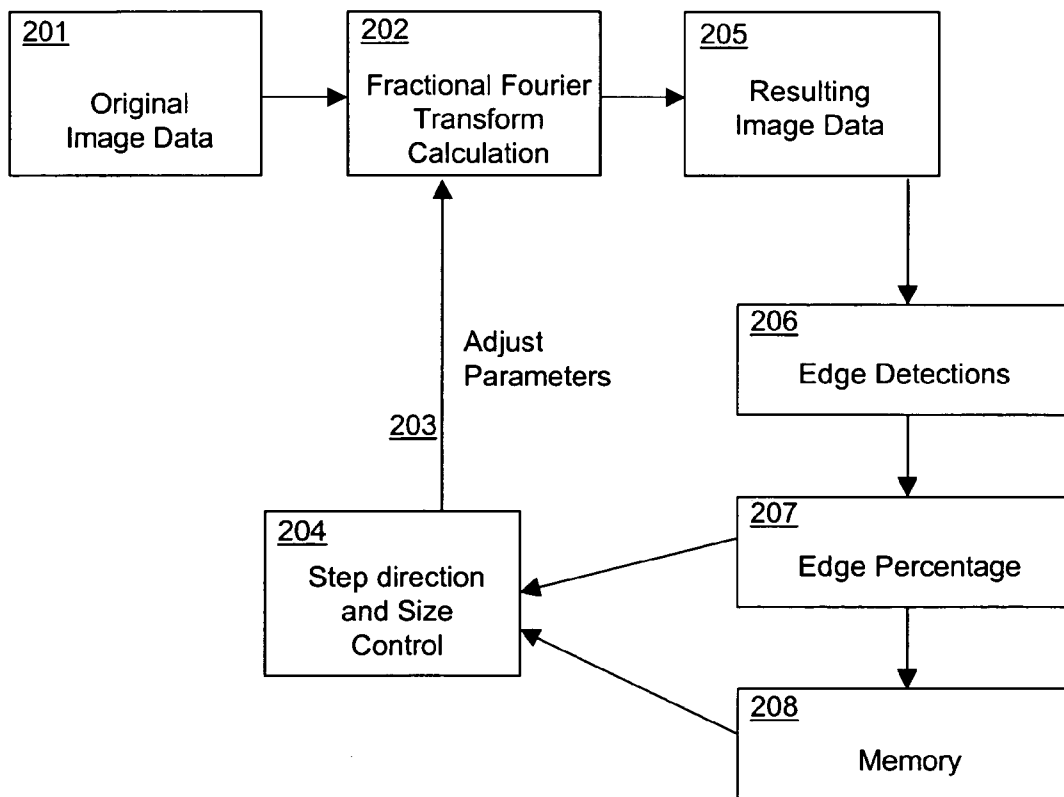 201
Original
Image Data
202
Fractional Fourier
Transform
Calculation
205
Resulting
Image Data
206
Edge Detections
Adjust
Parameters
203
207
Edge Percentage
204
Step direction
and Size
Control
208
Memory